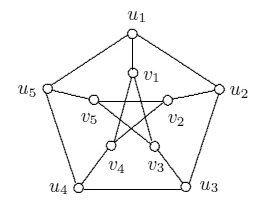 u₁
v₁
u₅ u₂
v₅ v₂
v₄ v₃
u₄ u₃